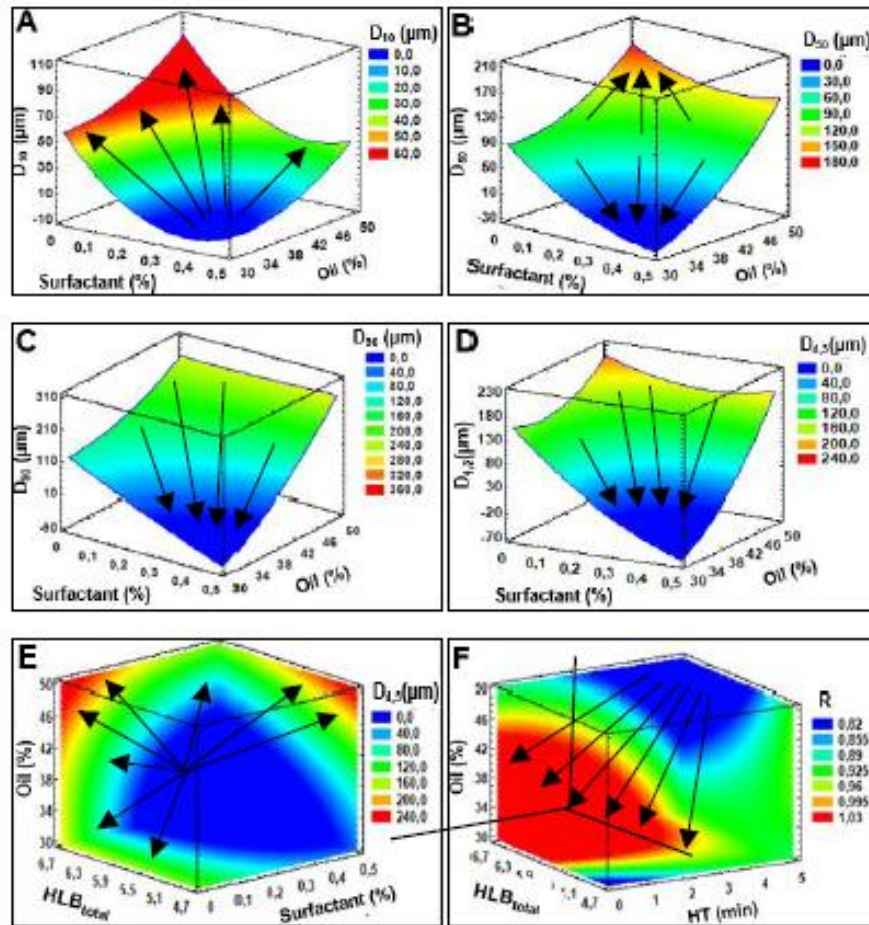 A
D₁₀ (µm)
0,0
10,0
20,0
30,0
40,0
50,0
60,0
110
90
70
50
30
10
-10
D₁₀ (µm)
0 0,1 0,2 0,3 0,4 0,5
Surfactant (%)
30 34 38 42 46 50
Oil (%)
B
D₅₀ (µm)
0,0
30,0
60,0
90,0
120,0
150,0
180,0
210
170
130
90
50
10
-30
D₅₀ (µm)
0 0,1 0,2 0,3 0,4 0,5
Surfactant (%)
30 34 38 42 46 50
Oil (%)
C
D₉₀ (µm)
0,0
40,0
80,0
120,0
160,0
200,0
240,0
280,0
320,0
360,0
310
210
110
10
-90
D₉₀ (µm)
0 0,1 0,2 0,3 0,4 0,5
Surfactant (%)
30 34 38 42 46 50
Oil (%)
D
D₄,₃(µm)
0,0
40,0
80,0
120,0
160,0
200,0
240,0
230
180
130
30
-70
D₄,₃(µm)
0 0,1 0,2 0,3 0,4 0,5
Surfactant (%)
30 34 38 42 46 50
Oil (%)
E
D₄,₃(µm)
0,0
40,0
80,0
120,0
160,0
200,0
240,0
50
46
42
38
34
30
Oil (%)
6,7 6,3 5,9 5,5 5,1 4,7
HLBtotal
0 0,1 0,2 0,3 0,4 0,5
Surfactant (%)
F
R
0,82
0,855
0,89
0,925
0,96
0,995
1,03
50
46
42
38
34
30
Oil (%)
6,7 6,3 4,7
HLBtotal
0 1 2 3 4 5
HT (min)